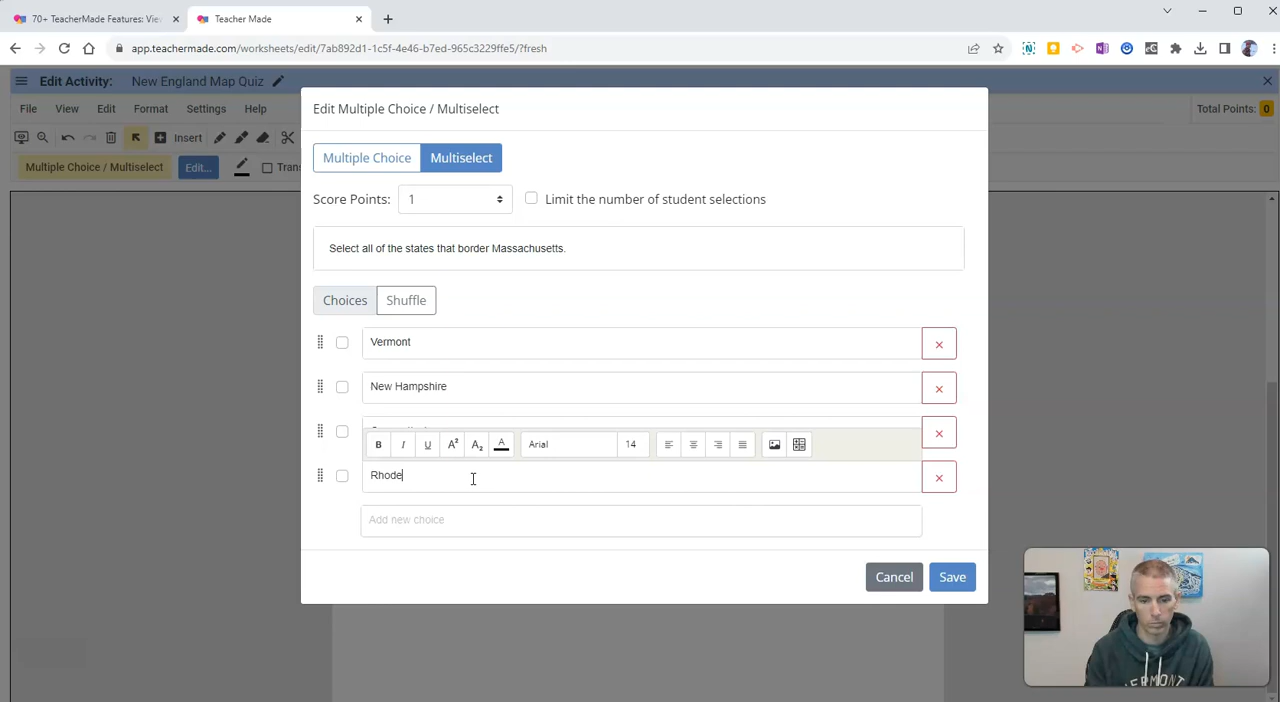 70+ TeacherMade Features: Vie
Teacher Made
app.teachermade.com/worksheets/edit/7ab892d1-1c5f-4e46-b7ed-965c3229ffe5/?fresh
Edit Activity: New England Map Quiz
File View Edit Format Settings Help
Total Points: 0
Insert
Multiple Choice / Multiselect Edit... Trans
Edit Multiple Choice / Multiselect
Multiple Choice Multiselect
Score Points: 1 Limit the number of student selections
Select all of the states that border Massachusetts.
Choices Shuffle
Vermont
New Hampshire
B I U A² A₂ A Arial 14
Rhode
Add new choice
Cancel Save
VERMONT